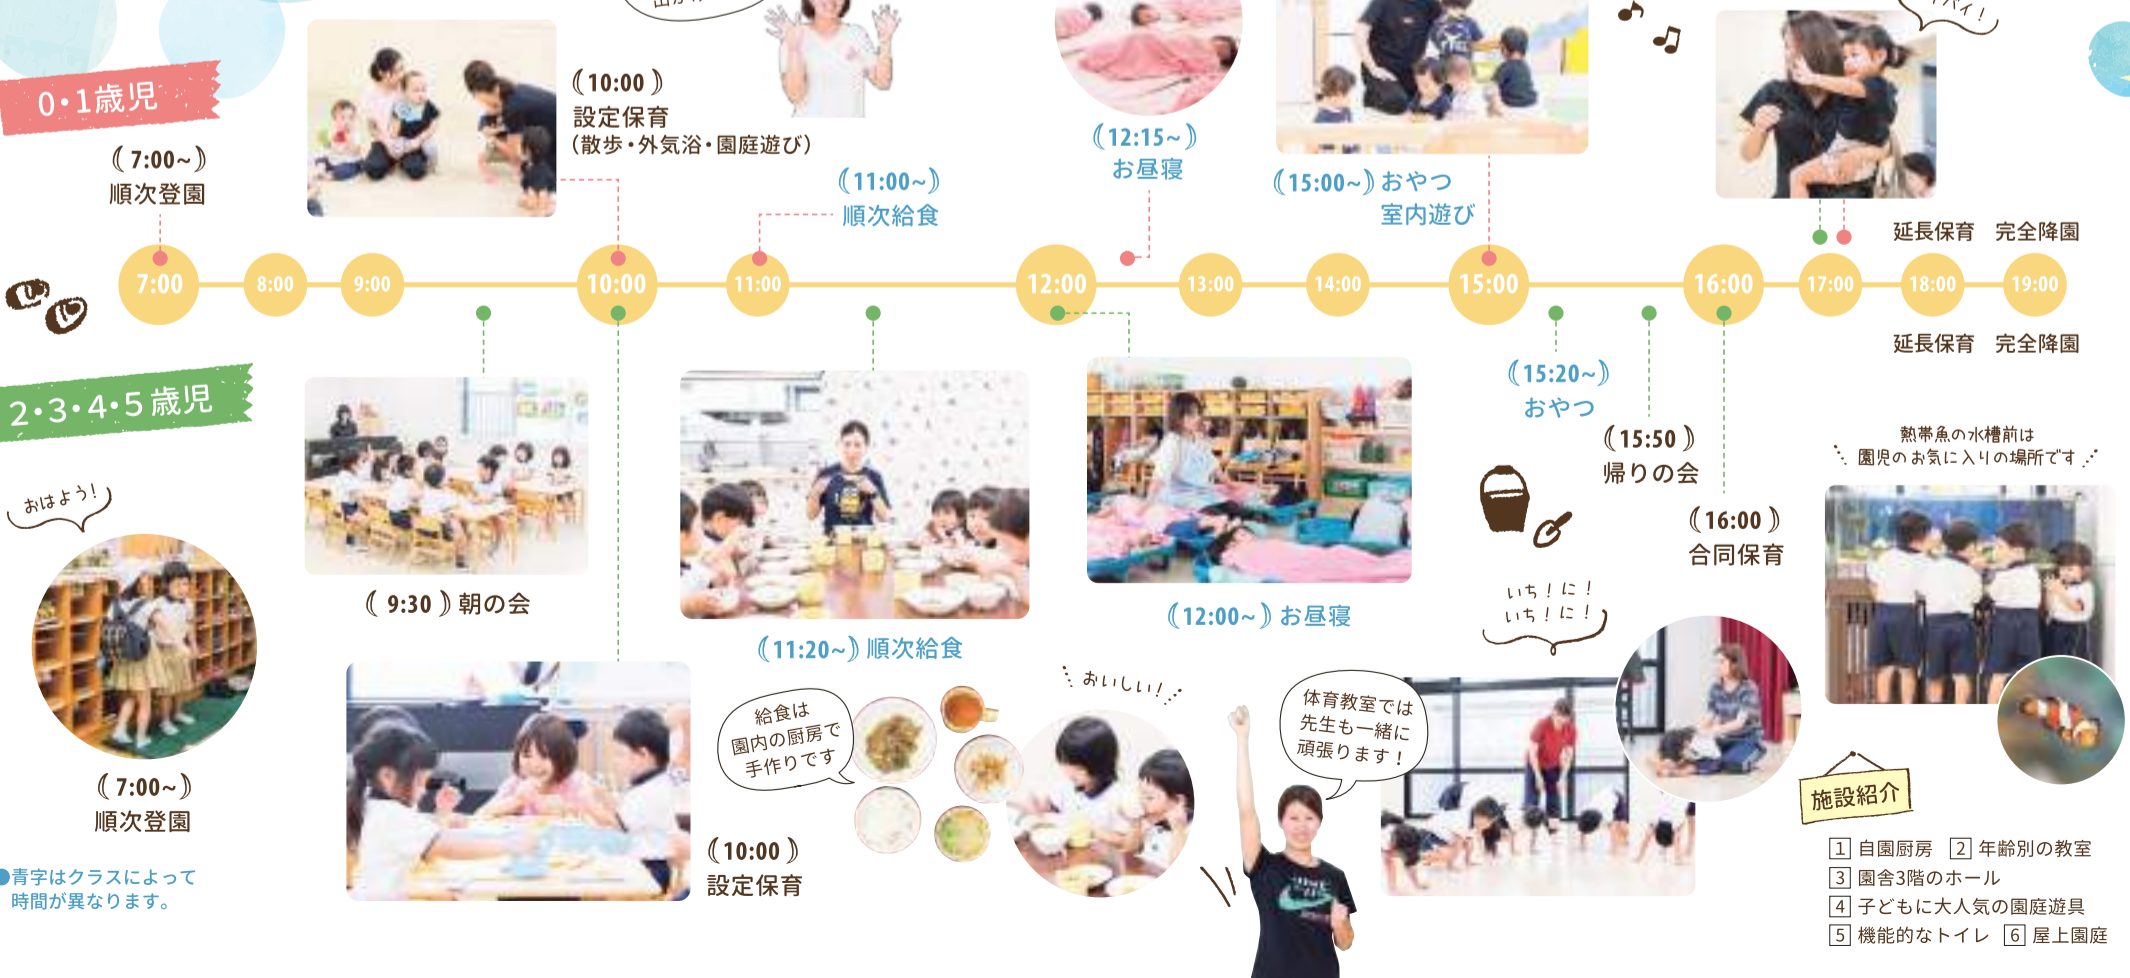 バイ!
0・1歳児
(7:00~)
順次登園
(10:00)
設定保育
(散歩・外気浴・園庭遊び)
(11:00~)
順次給食
(12:15~)
お昼寝
(15:00~) おやつ
室内遊び
延長保育 完全降園
7:00 8:00 9:00 10:00 11:00 12:00 13:00 14:00 15:00 16:00 17:00 18:00 19:00
延長保育 完全降園
2・3・4・5歳児
おはよう!
(7:00~)
順次登園
●青字はクラスによって
時間が異なります。
(9:30) 朝の会
(10:00)
設定保育
(11:20~) 順次給食
給食は
園内の厨房で
手作りです
おいしい!
(12:00~) お昼寝
(15:20~)
おやつ
(15:50)
帰りの会
(16:00)
合同保育
いち!に!
いち!に!
体育教室では
先生も一緒に
頑張ります!
熱帯魚の水槽前は
園児のお気に入りの場所です
施設紹介
1 自園厨房 2 年齢別の教室
3 園舎3階のホール
4 子どもに大人気の園庭遊具
5 機能的なトイレ 6 屋上園庭